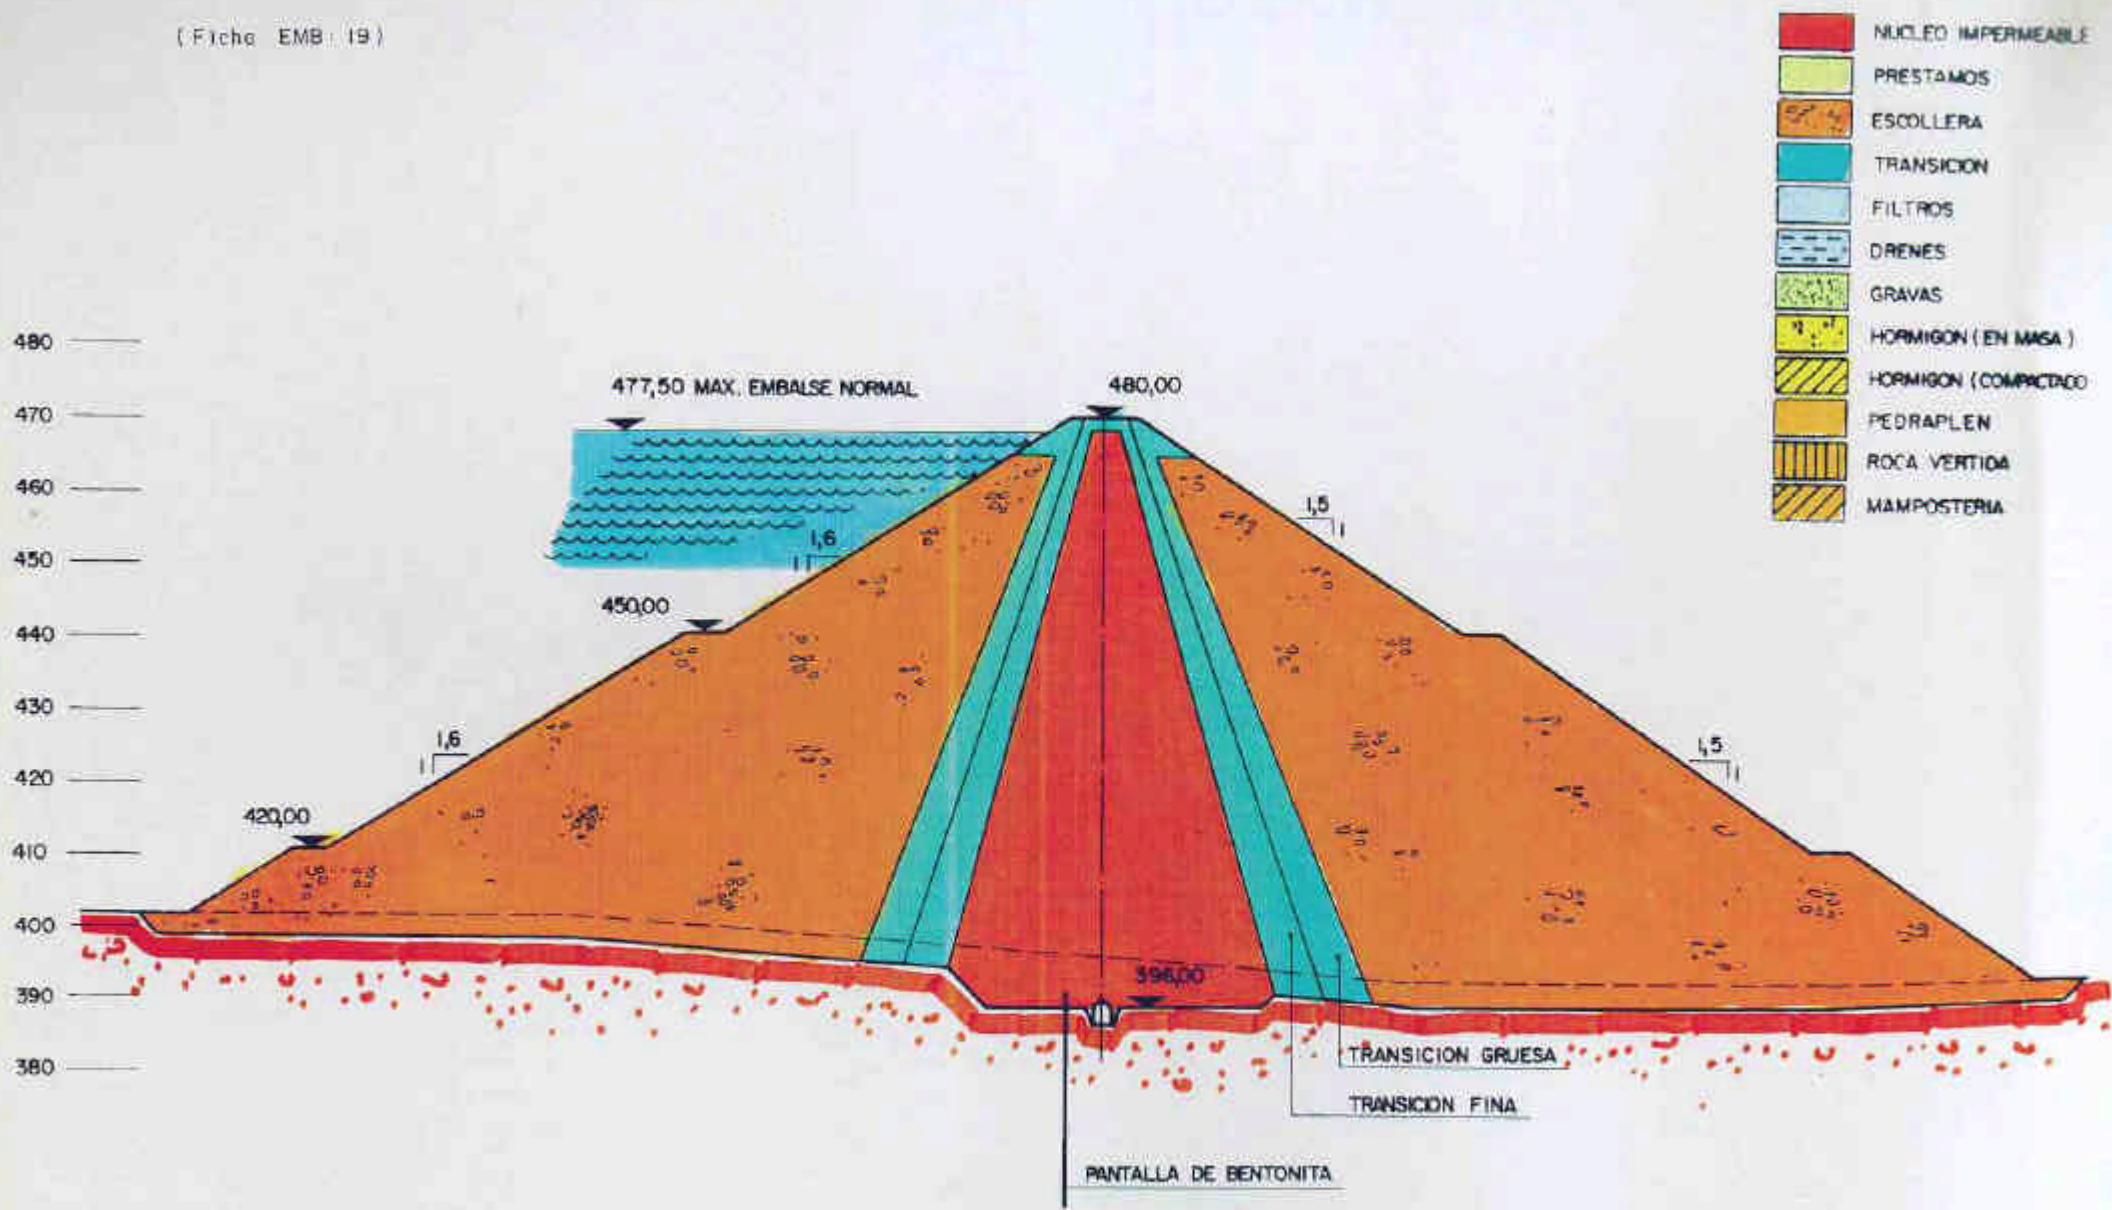 (Ficha EMB: 19)
NUCLEO IMPERMEABLE
PRESTAMOS
ESCOLLERA
TRANSICION
FILTROS
DRENES
GRAVAS
HORMIGON (EN MASA)
HORMIGON (COMPACTADO
PEDRAPLEN
ROCA VERTIDA
MAMPOSTERIA
480
470
460
450
440
430
420
410
400
390
380
477,50 MAX. EMBALSE NORMAL
480,00
1,5
1
1,6
1
450,00
1,6
1
1,5
1
420,00
396,00
TRANSICION GRUESA
TRANSICION FINA
PANTALLA DE BENTONITA